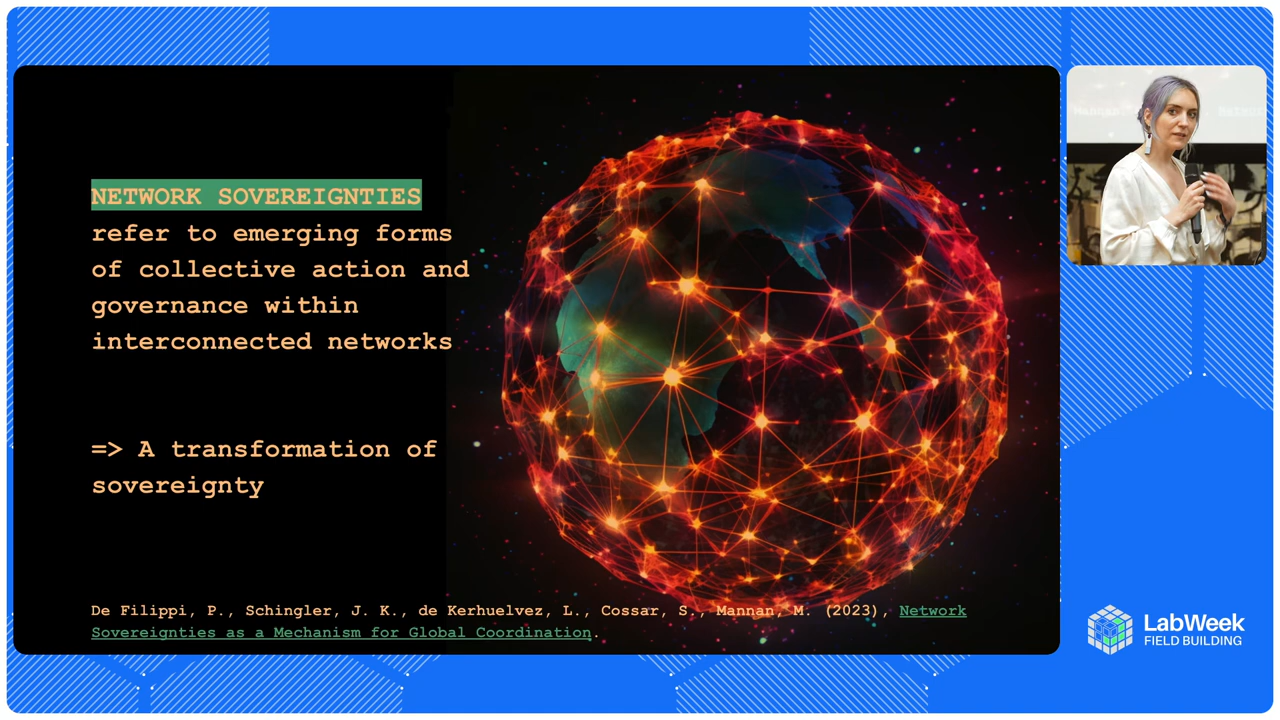 NETWORK SOVEREIGNTIES
refer to emerging forms
of collective action and
governance within
interconnected networks
=> A transformation of
sovereignty
De Filippi, P., Schingler, J. K., de Kerhuelvez, L., Cossar, S., Mannan, M. (2023), Network
Sovereignties as a Mechanism for Global Coordination.
LabWeek
FIELD BUILDING